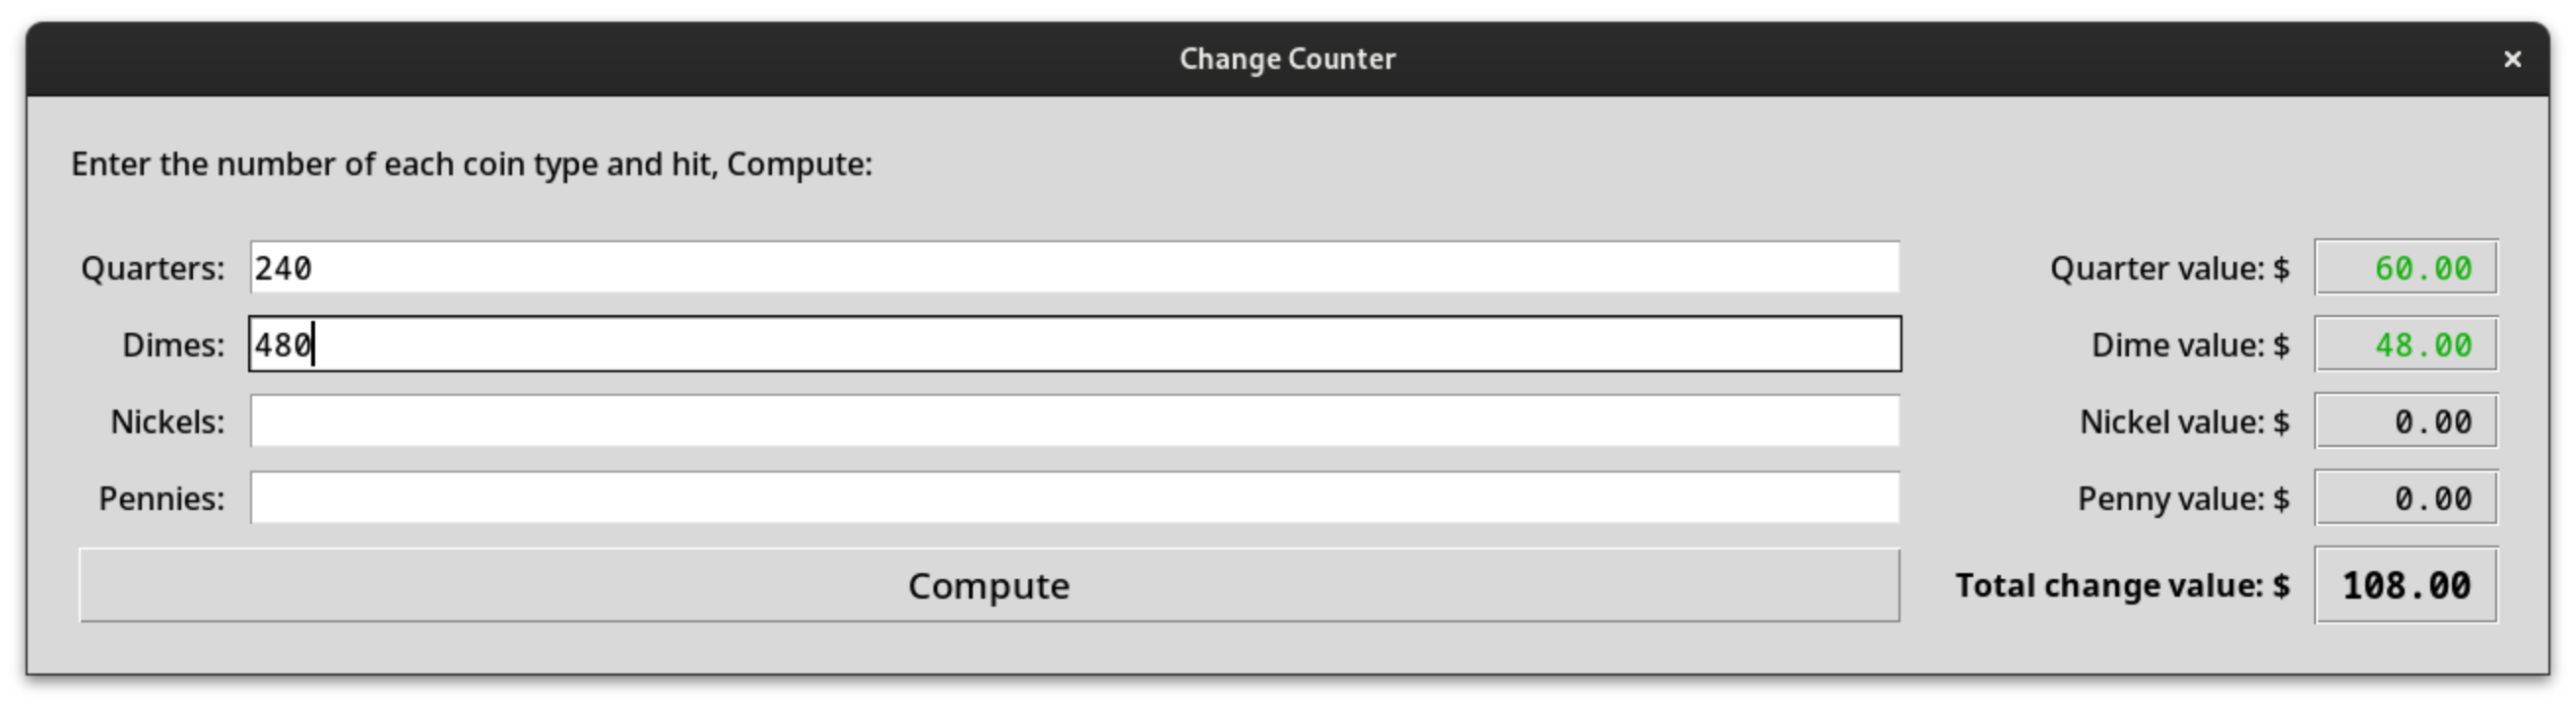 Change Counter ×
Enter the number of each coin type and hit, Compute:
Quarters: 240 Quarter value: $ 60.00
Dimes: 480 Dime value: $ 48.00
Nickels: Nickel value: $ 0.00
Pennies: Penny value: $ 0.00
Compute Total change value: $ 108.00